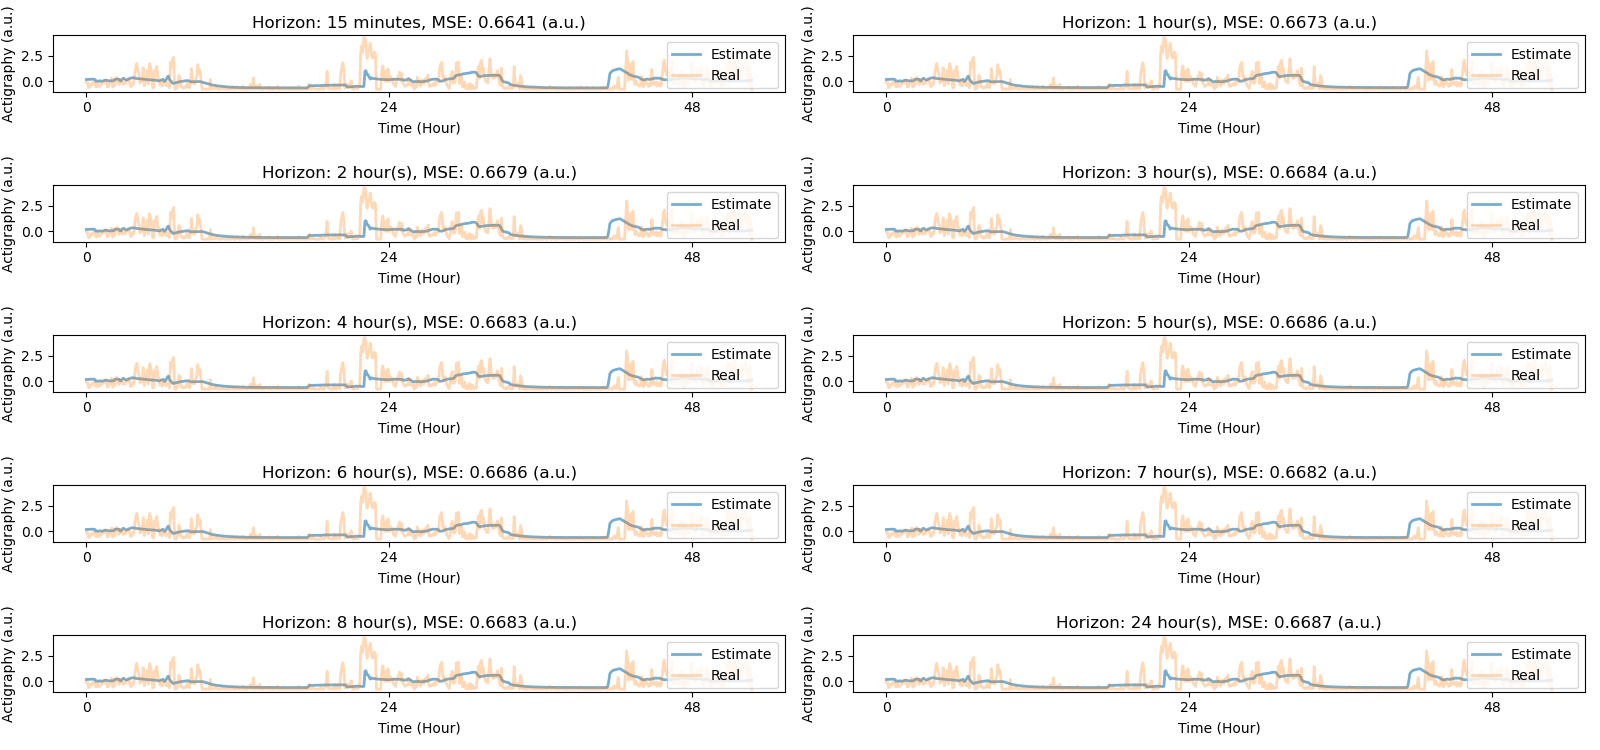 Horizon: 15 minutes, MSE: 0.6641 (a.u.)
Actigraphy (a.u.)
2.5
0.0
Estimate
Real
0
24
48
Time (Hour)
Horizon: 1 hour(s), MSE: 0.6673 (a.u.)
Actigraphy (a.u.)
2.5
0.0
Estimate
Real
0
24
48
Time (Hour)
Horizon: 2 hour(s), MSE: 0.6679 (a.u.)
Actigraphy (a.u.)
2.5
0.0
Estimate
Real
0
24
48
Time (Hour)
Horizon: 3 hour(s), MSE: 0.6684 (a.u.)
Actigraphy (a.u.)
2.5
0.0
Estimate
Real
0
24
48
Time (Hour)
Horizon: 4 hour(s), MSE: 0.6683 (a.u.)
Actigraphy (a.u.)
2.5
0.0
Estimate
Real
0
24
48
Time (Hour)
Horizon: 5 hour(s), MSE: 0.6686 (a.u.)
Actigraphy (a.u.)
2.5
0.0
Estimate
Real
0
24
48
Time (Hour)
Horizon: 6 hour(s), MSE: 0.6686 (a.u.)
Actigraphy (a.u.)
2.5
0.0
Estimate
Real
0
24
48
Time (Hour)
Horizon: 7 hour(s), MSE: 0.6682 (a.u.)
Actigraphy (a.u.)
2.5
0.0
Estimate
Real
0
24
48
Time (Hour)
Horizon: 8 hour(s), MSE: 0.6683 (a.u.)
Actigraphy (a.u.)
2.5
0.0
Estimate
Real
0
24
48
Time (Hour)
Horizon: 24 hour(s), MSE: 0.6687 (a.u.)
Actigraphy (a.u.)
2.5
0.0
Estimate
Real
0
24
48
Time (Hour)